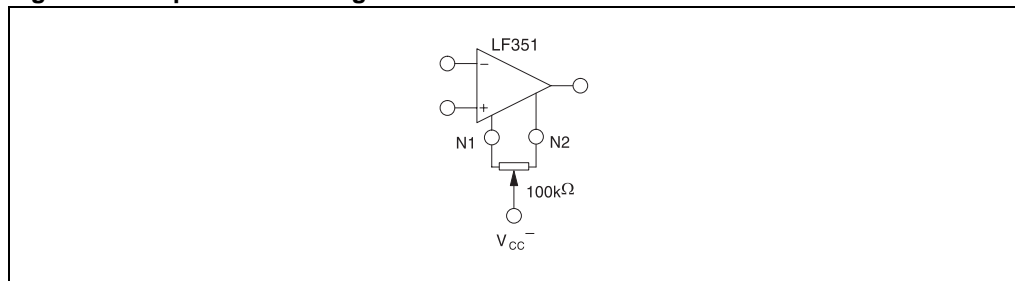 LF351
−
+
N1 N2
100kΩ
VCC−